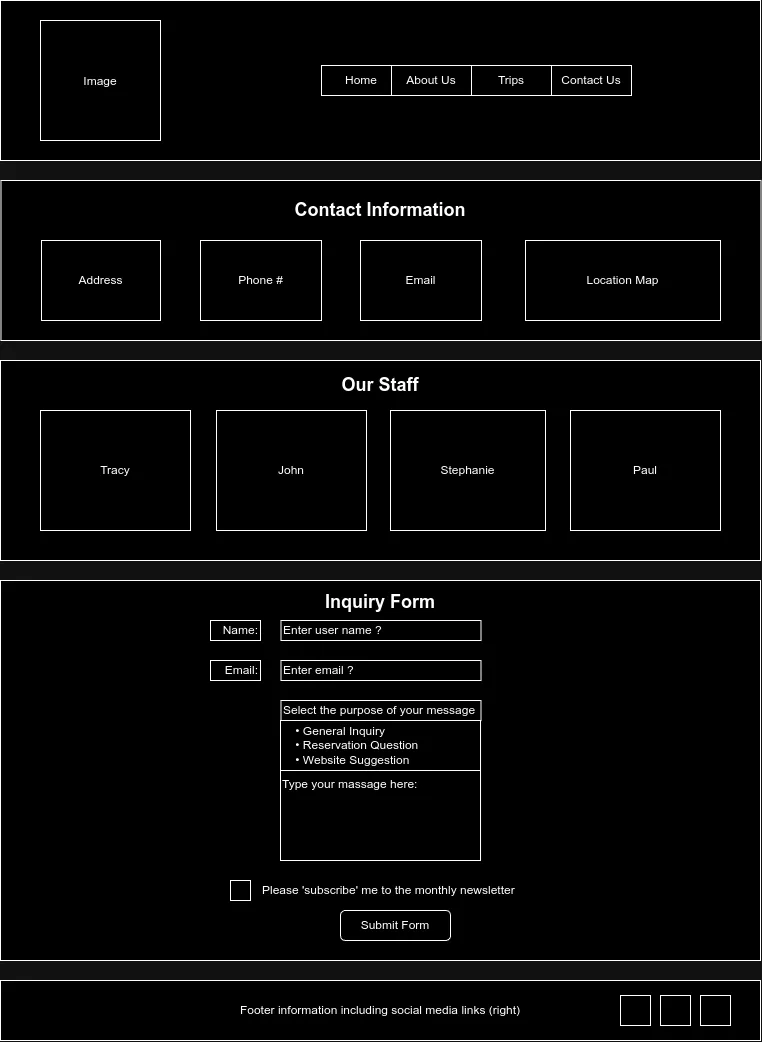 Image
Home
About Us
Trips
Contact Us
Contact Information
Address
Phone #
Email
Location Map
Our Staff
Tracy
John
Stephanie
Paul
Inquiry Form
Name:
Enter user name ?
Email:
Enter email ?
Select the purpose of your message
• General Inquiry
• Reservation Question
• Website Suggestion
Type your massage here:
Please 'subscribe' me to the monthly newsletter
Submit Form
Footer information including social media links (right)